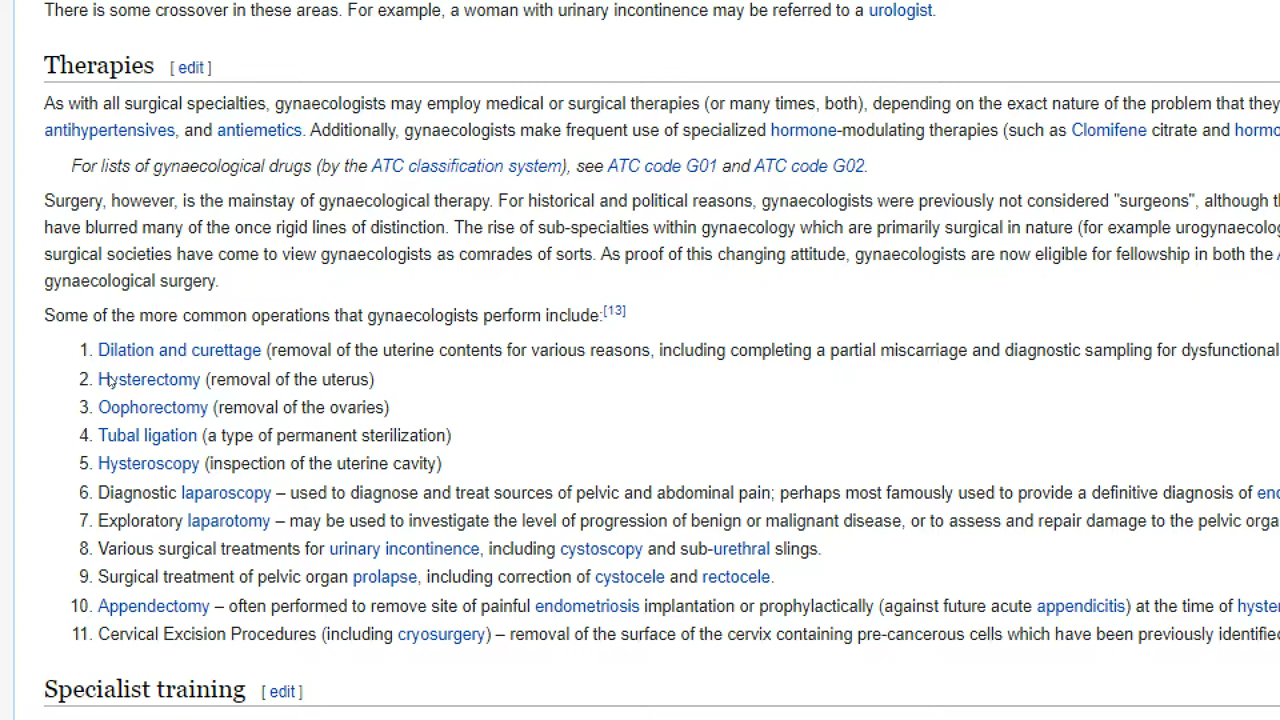 There is some crossover in these areas. For example, a woman with urinary incontinence may be referred to a urologist.
Therapies [ edit ]
As with all surgical specialties, gynaecologists may employ medical or surgical therapies (or many times, both), depending on the exact nature of the problem that they
antihypertensives, and antiemetics. Additionally, gynaecologists make frequent use of specialized hormone-modulating therapies (such as Clomifene citrate and
For lists of gynaecological drugs (by the ATC classification system), see ATC code G01 and ATC code G02.
Surgery, however, is the mainstay of gynaecological therapy. For historical and political reasons, gynaecologists were previously not considered "surgeons", although
have blurred many of the once rigid lines of distinction. The rise of sub-specialties within gynaecology which are primarily surgical in nature (for example
surgical societies have come to view gynaecologists as comrades of sorts. As proof of this changing attitude, gynaecologists are now eligible for fellowship in both the
gynaecological surgery.
Some of the more common operations that gynaecologists perform include:[13]
1. Dilation and curettage (removal of the uterine contents for various reasons, including completing a partial miscarriage and diagnostic sampling for dysfunctional
2. Hysterectomy (removal of the uterus)
3. Oophorectomy (removal of the ovaries)
4. Tubal ligation (a type of permanent sterilization)
5. Hysteroscopy (inspection of the uterine cavity)
6. Diagnostic laparoscopy – used to diagnose and treat sources of pelvic and abdominal pain; perhaps most famously used to provide a definitive diagnosis of
7. Exploratory laparotomy – may be used to investigate the level of progression of benign or malignant disease, or to assess and repair damage to the pelvic
8. Various surgical treatments for urinary incontinence, including cystoscopy and sub-urethral slings.
9. Surgical treatment of pelvic organ prolapse, including correction of cystocele and rectocele.
10. Appendectomy – often performed to remove site of painful endometriosis implantation or prophylactically (against future acute appendicitis) at the time of
11. Cervical Excision Procedures (including cryosurgery) – removal of the surface of the cervix containing pre-cancerous cells which have been previously
Specialist training [ edit ]